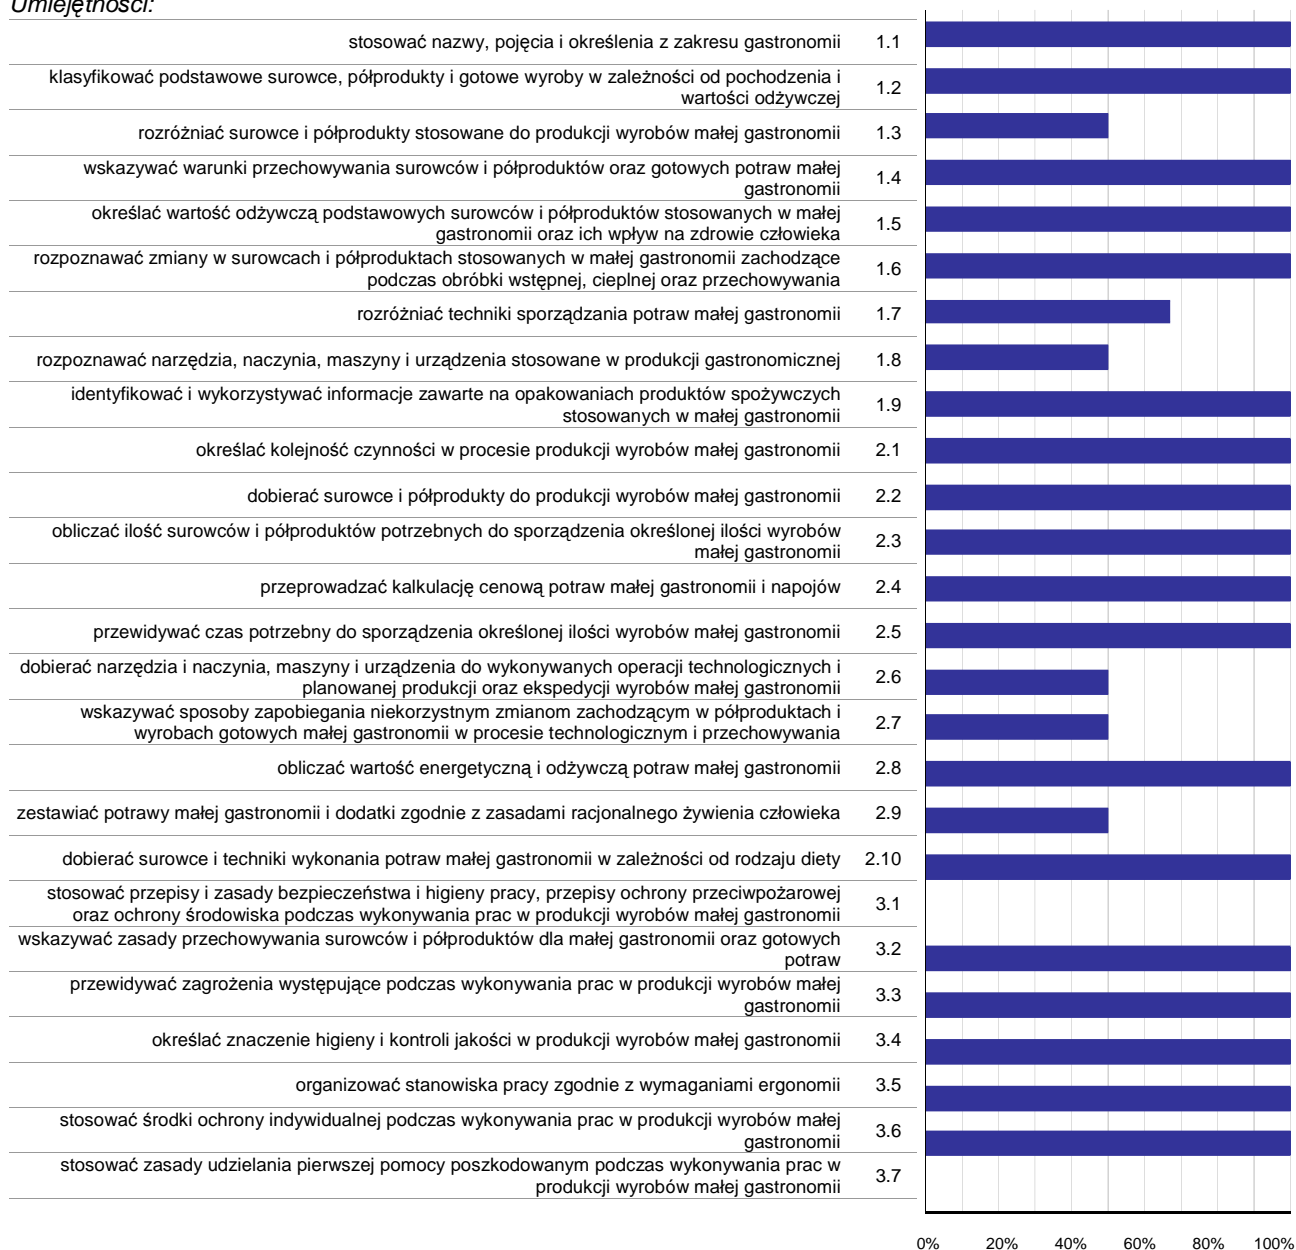 Umiejętności:
stosować nazwy, pojęcia i określenia z zakresu gastronomii 1.1
klasyfikować podstawowe surowce, półprodukty i gotowe wyroby w zależności od pochodzenia i
wartości odżywczej 1.2
rozróżniać surowce i półprodukty stosowane do produkcji wyrobów małej gastronomii 1.3
wskazywać warunki przechowywania surowców i półproduktów oraz gotowych potraw małej
gastronomii 1.4
określać wartość odżywczą podstawowych surowców i półproduktów stosowanych w małej
gastronomii oraz ich wpływ na zdrowie człowieka 1.5
rozpoznawać zmiany w surowcach i półproduktach stosowanych w małej gastronomii zachodzące
podczas obróbki wstępnej, cieplnej oraz przechowywania 1.6
rozróżniać techniki sporządzania potraw małej gastronomii 1.7
rozpoznawać narzędzia, naczynia, maszyny i urządzenia stosowane w produkcji gastronomicznej 1.8
identyfikować i wykorzystywać informacje zawarte na opakowaniach produktów spożywczych
stosowanych w małej gastronomii 1.9
określać kolejność czynności w procesie produkcji wyrobów małej gastronomii 2.1
dobierać surowce i półprodukty do produkcji wyrobów małej gastronomii 2.2
obliczać ilość surowców i półproduktów potrzebnych do sporządzenia określonej ilości wyrobów
małej gastronomii 2.3
przeprowadzać kalkulację cenową potraw małej gastronomii i napojów 2.4
przewidywać czas potrzebny do sporządzenia określonej ilości wyrobów małej gastronomii 2.5
dobierać narzędzia i naczynia, maszyny i urządzenia do wykonywanych operacji technologicznych i
planowanej produkcji oraz ekspedycji wyrobów małej gastronomii 2.6
wskazywać sposoby zapobiegania niekorzystnym zmianom zachodzącym w półproduktach i
wyrobach gotowych małej gastronomii w procesie technologicznym i przechowywania 2.7
obliczać wartość energetyczną i odżywczą potraw małej gastronomii 2.8
zestawiać potrawy małej gastronomii i dodatki zgodnie z zasadami racjonalnego żywienia człowieka 2.9
dobierać surowce i techniki wykonania potraw małej gastronomii w zależności od rodzaju diety 2.10
stosować przepisy i zasady bezpieczeństwa i higieny pracy, przepisy ochrony przeciwpożarowej
oraz ochrony środowiska podczas wykonywania prac w produkcji wyrobów małej gastronomii 3.1
wskazywać zasady przechowywania surowców i półproduktów dla małej gastronomii oraz gotowych
potraw 3.2
przewidywać zagrożenia występujące podczas wykonywania prac w produkcji wyrobów małej
gastronomii 3.3
określać znaczenie higieny i kontroli jakości w produkcji wyrobów małej gastronomii 3.4
organizować stanowiska pracy zgodnie z wymaganiami ergonomii 3.5
stosować środki ochrony indywidualnej podczas wykonywania prac w produkcji wyrobów małej
gastronomii 3.6
stosować zasady udzielania pierwszej pomocy poszkodowanym podczas wykonywania prac w
produkcji wyrobów małej gastronomii 3.7
0% 20% 40% 60% 80% 100%